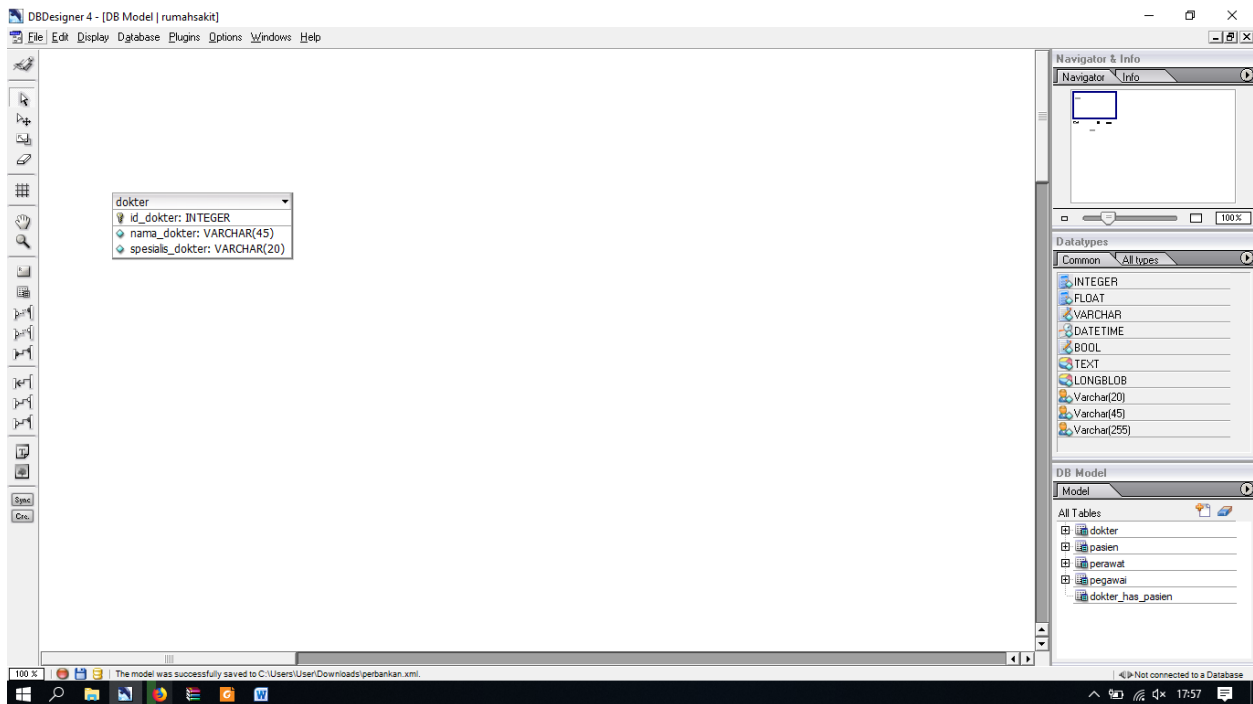 DBDesigner 4 - [DB Model | rumahsakit]
File Edit Display Database Plugins Options Windows Help
dokter
id_dokter: INTEGER
nama_dokter: VARCHAR(45)
spesialis_dokter: VARCHAR(20)
Navigator & Info
Navigator Info
100 %
Datatypes
Common All types
INTEGER
FLOAT
VARCHAR
DATETIME
BOOL
TEXT
LONGBLOB
Varchar(20)
Varchar(45)
Varchar(255)
DB Model
Model
All Tables
dokter
pasien
perawat
pegawai
dokter_has_pasien
Sync
Cre.
100 % The model was successfully saved to C:\Users\User\Downloads\perbankan.xml. Not connected to a Database
17:57